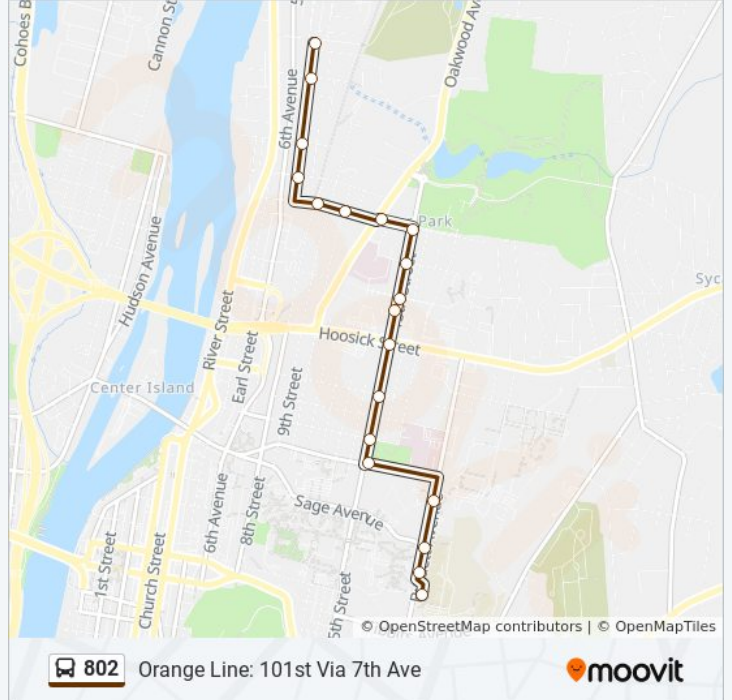 Cohoes B
Cannon St
Oakwood Av
6th Avenue
Park
Hudson Avenue
Syc
River Street
Hoosick Street
Earl Street
Center Island
9th Street
Sage Avenue
6th Avenue
8th Street
1st Street
Church Street
5th Street
© OpenStreetMap contributors | © OpenMapTiles
802 Orange Line: 101st Via 7th Ave
moovit